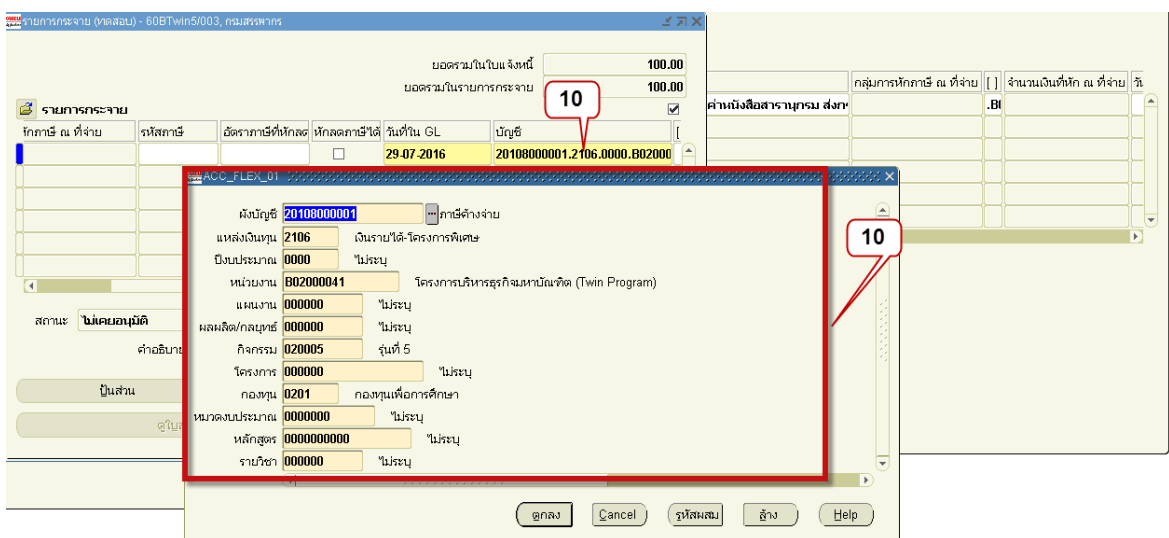 รายการกระจาย (ทดสอบ) - 60BTwin5/003, กรมสรรพากร
ยอดรวมในใบแจ้งหนี้ 100.00
ยอดรวมในรายการกระจาย 100.00
10
รายการกระจาย
ักภาษี ณ ที่จ่าย รหัสภาษี อัตราภาษีที่หักลด หักลดภาษีได้ วันที่ใน GL บัญชี [
29-07-2016 20108000001.2106.0000.B02000
กลุ่มการหักภาษี ณ ที่จ่าย [ ] จำนวนเงินที่หัก ณ ที่จ่าย วั
ค่าหนังสือสารานุกรม ส่งก .BI
ACC_FLEX_01
ผังบัญชี 20108000001 ... ภาษีค้างจ่าย
แหล่งเงินทุน 2106 เงินรายได้-โครงการพิเศษ
ปีงบประมาณ 0000 ไม่ระบุ
หน่วยงาน B02000041 โครงการบริหารธุรกิจมหาบัณฑิต (Twin Program)
แผนงาน 000000 ไม่ระบุ
ผลผลิต/กลยุทธ์ 000000 ไม่ระบุ
กิจกรรม 020005 รุ่นที่ 5
โครงการ 000000 ไม่ระบุ
กองทุน 0201 กองทุนเพื่อการศึกษา
หมวดงบประมาณ 0000000 ไม่ระบุ
หลักสูตร 0000000000 ไม่ระบุ
รายวิชา 000000 ไม่ระบุ
10
สถานะ ไม่เคยอนุมัติ
คำอธิบาย
ปันส่วน
ดูใบ
ตกลง Cancel รหัสผสม ล้าง Help